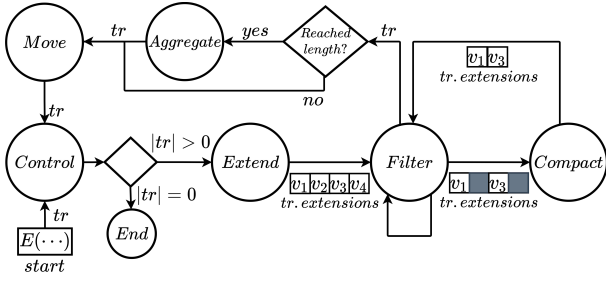 Move
tr
Aggregate
yes
Reached
length?
tr
no
v1 v3
tr. extensions
tr
Control
|tr| > 0
Extend
v1 v2 v3 v4
tr. extensions
Filter
v1 v3
tr. extensions
Compact
|tr| = 0
End
tr
E(···)
start